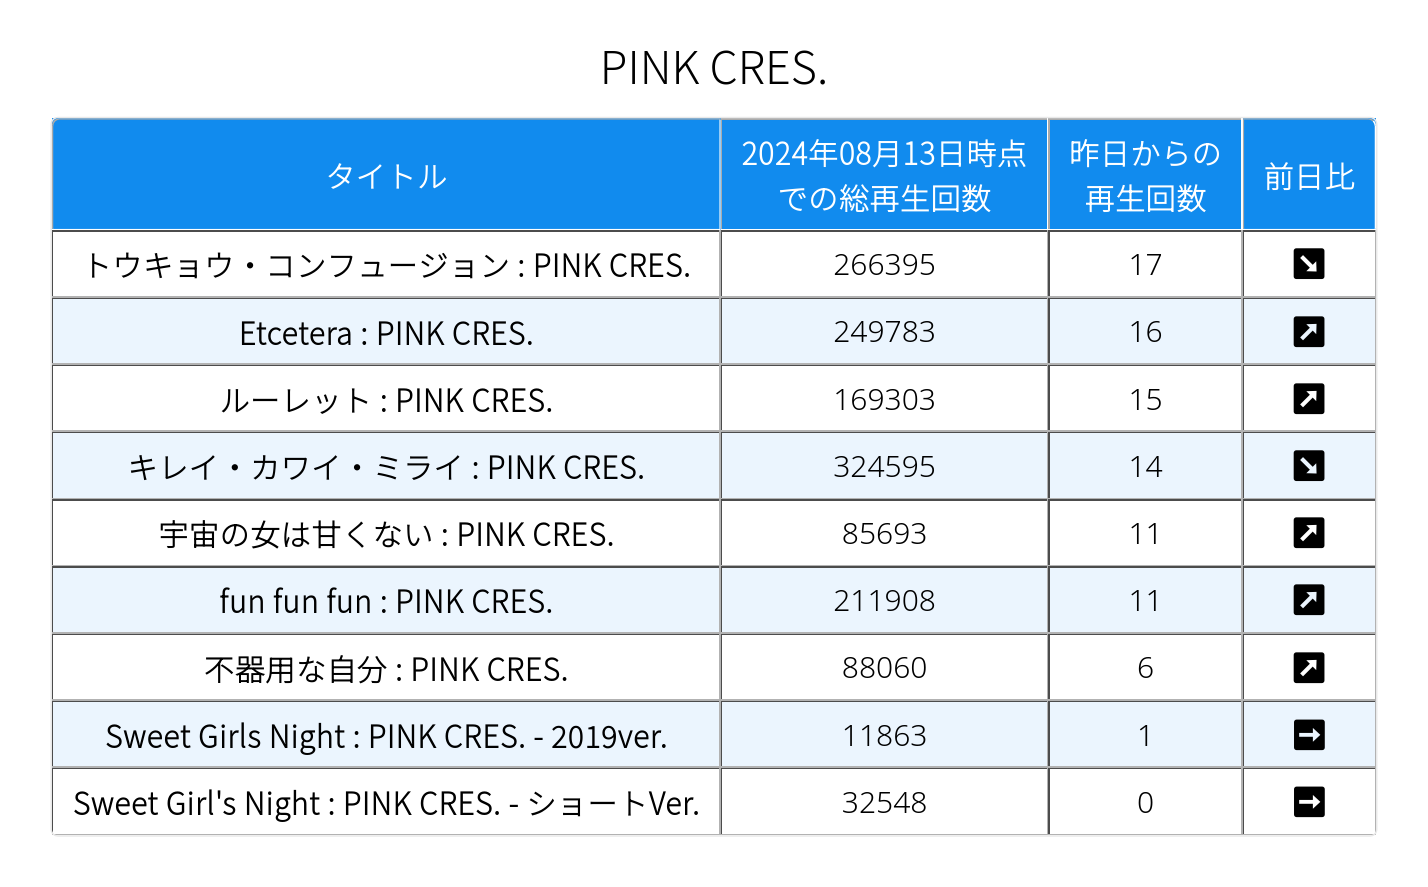 PINK CRES.
タイトル
2024年08月13日時点
での総再生回数
昨日からの
再生回数
前日比
トウキョウ・コンフュージョン : PINK CRES. 266395 17 ↘
Etcetera : PINK CRES. 249783 16 ↗
ルーレット : PINK CRES. 169303 15 ↗
キレイ・カワイ・ミライ : PINK CRES. 324595 14 ↘
宇宙の女は甘くない : PINK CRES. 85693 11 ↗
fun fun fun : PINK CRES. 211908 11 ↗
不器用な自分 : PINK CRES. 88060 6 ↗
Sweet Girls Night : PINK CRES. - 2019ver. 11863 1 →
Sweet Girl's Night : PINK CRES. - ショートVer. 32548 0 →